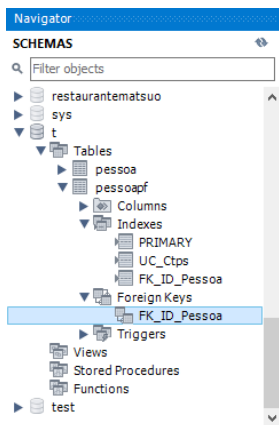 Navigator
SCHEMAS
Filter objects
restaurantematsuo
sys
t
Tables
pessoa
pessoapf
Columns
Indexes
PRIMARY
UC_Ctps
FK_ID_Pessoa
Foreign Keys
FK_ID_Pessoa
Triggers
Views
Stored Procedures
Functions
test